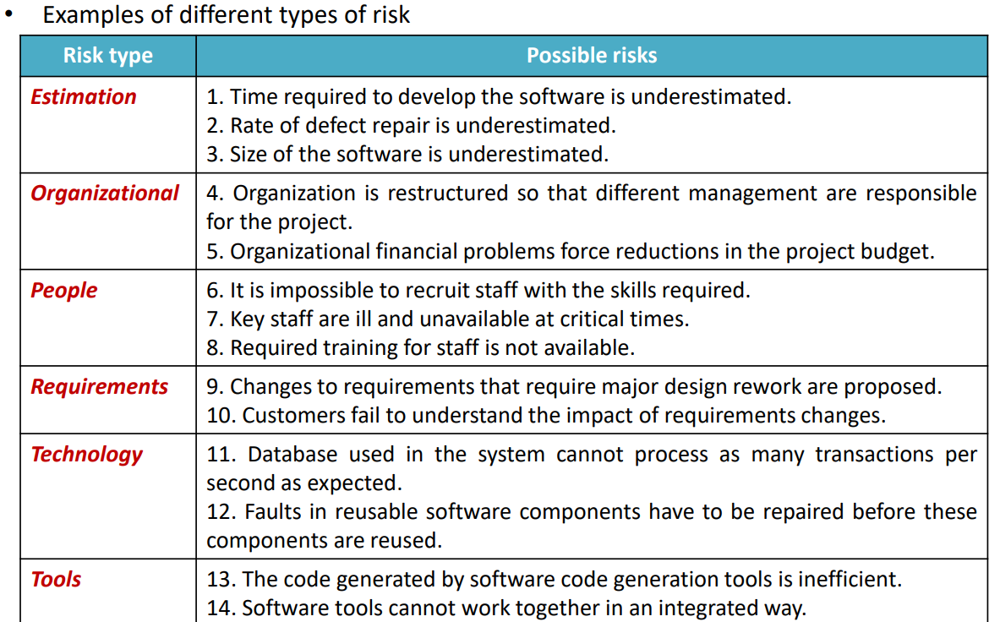 • Examples of different types of risk
Risk type Possible risks
Estimation 1. Time required to develop the software is underestimated.
2. Rate of defect repair is underestimated.
3. Size of the software is underestimated.
Organizational 4. Organization is restructured so that different management are responsible
for the project.
5. Organizational financial problems force reductions in the project budget.
People 6. It is impossible to recruit staff with the skills required.
7. Key staff are ill and unavailable at critical times.
8. Required training for staff is not available.
Requirements 9. Changes to requirements that require major design rework are proposed.
10. Customers fail to understand the impact of requirements changes.
Technology 11. Database used in the system cannot process as many transactions per
second as expected.
12. Faults in reusable software components have to be repaired before these
components are reused.
Tools 13. The code generated by software code generation tools is inefficient.
14. Software tools cannot work together in an integrated way.